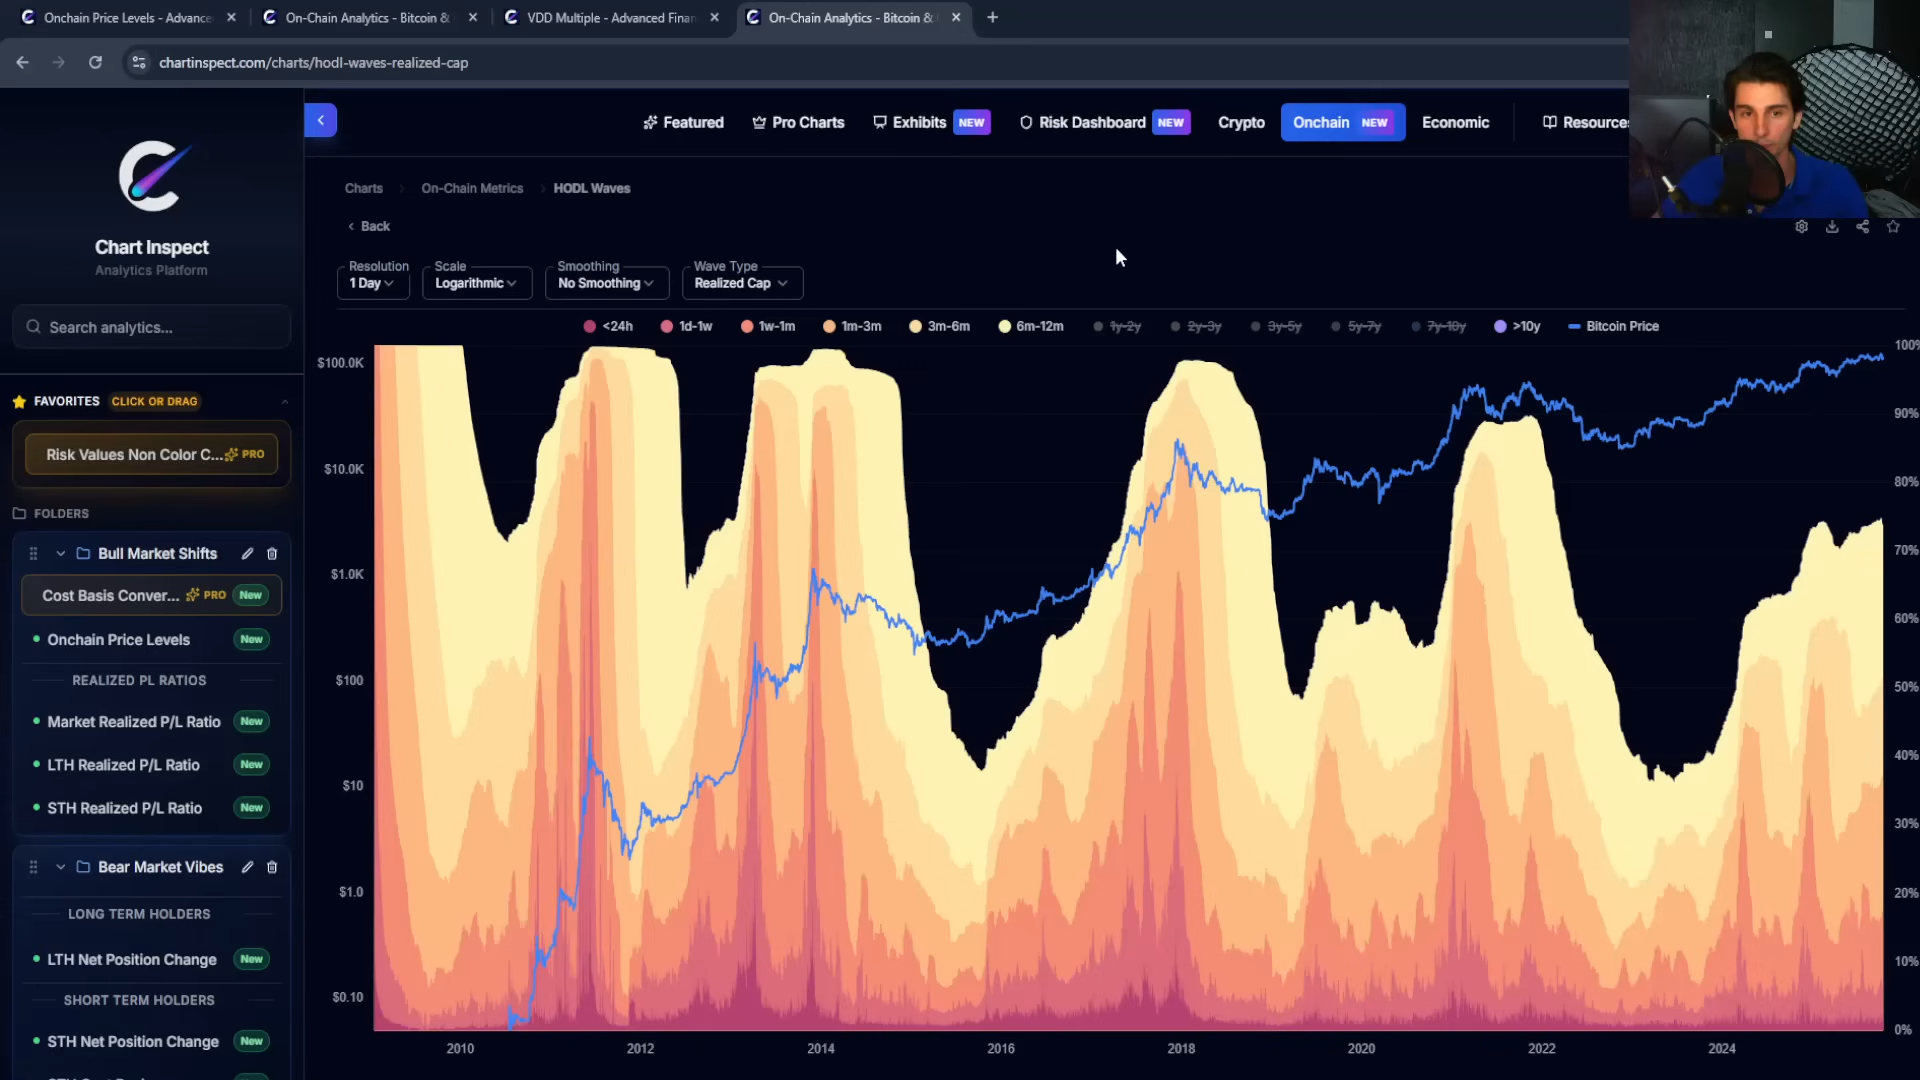 Onchain Price Levels - Advance
On-Chain Analytics - Bitcoin &
VDD Multiple - Advanced Finan
On-Chain Analytics - Bitcoin &
chartinspect.com/charts/hodl-waves-realized-cap
Chart Inspect
Analytics Platform
Search analytics...
FAVORITES CLICK OR DRAG
Risk Values Non Color C... PRO
FOLDERS
Bull Market Shifts
Cost Basis Conver... PRO New
Onchain Price Levels New
REALIZED PL RATIOS
Market Realized P/L Ratio New
LTH Realized P/L Ratio New
STH Realized P/L Ratio New
Bear Market Vibes
LONG TERM HOLDERS
LTH Net Position Change New
SHORT TERM HOLDERS
STH Net Position Change New
Featured Pro Charts Exhibits NEW Risk Dashboard NEW Crypto Onchain NEW Economic Resources
Charts On-Chain Metrics HODL Waves
Back
Resolution Scale Smoothing Wave Type
1 Day Logarithmic No Smoothing Realized Cap
<24h 1d-1w 1w-1m 1m-3m 3m-6m 6m-12m 1y-2y 2y-3y 3y-5y 5y-7y 7y-10y >10y Bitcoin Price
$100.0K
$10.0K
$1.0K
$100
$10
$1.0
$0.10
100%
90%
80%
70%
60%
50%
40%
30%
20%
10%
0%
2010 2012 2014 2016 2018 2020 2022 2024